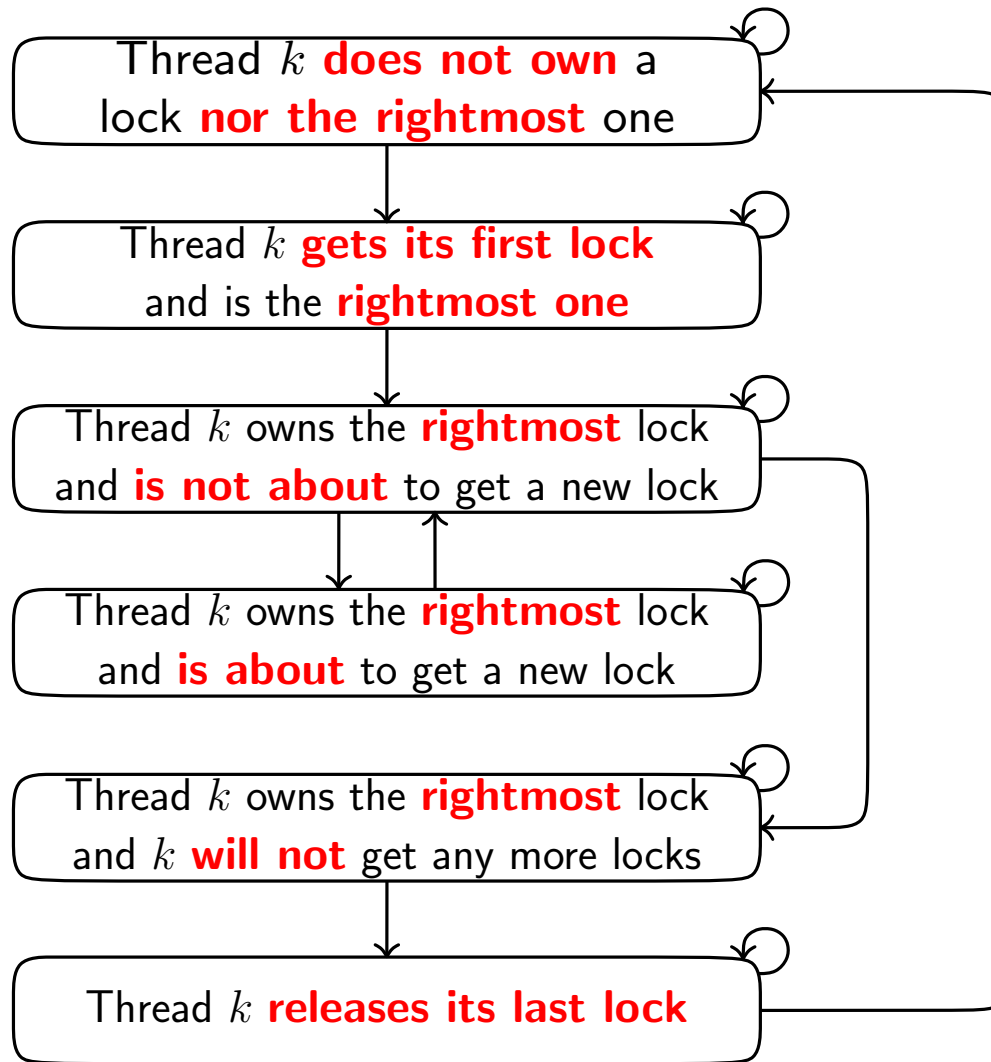 Thread k does not own a
lock nor the rightmost one
Thread k gets its first lock
and is the rightmost one
Thread k owns the rightmost lock
and is not about to get a new lock
Thread k owns the rightmost lock
and is about to get a new lock
Thread k owns the rightmost lock
and k will not get any more locks
Thread k releases its last lock